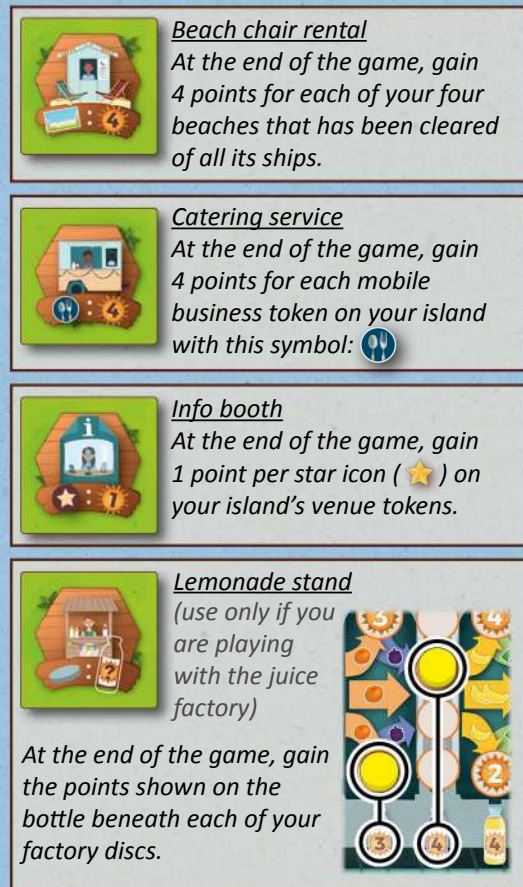 Beach chair rental
At the end of the game, gain
4 points for each of your four
beaches that has been cleared
of all its ships.
4
Catering service
At the end of the game, gain
4 points for each mobile
business token on your island
with this symbol:
: 4
i
Info booth
At the end of the game, gain
1 point per star icon ( ) on
your island's venue tokens.
: 1
Lemonade stand
(use only if you
are playing
with the juice
factory)
?
At the end of the game, gain
the points shown on the
bottle beneath each of your
factory discs.
3 4
2
3 4 4